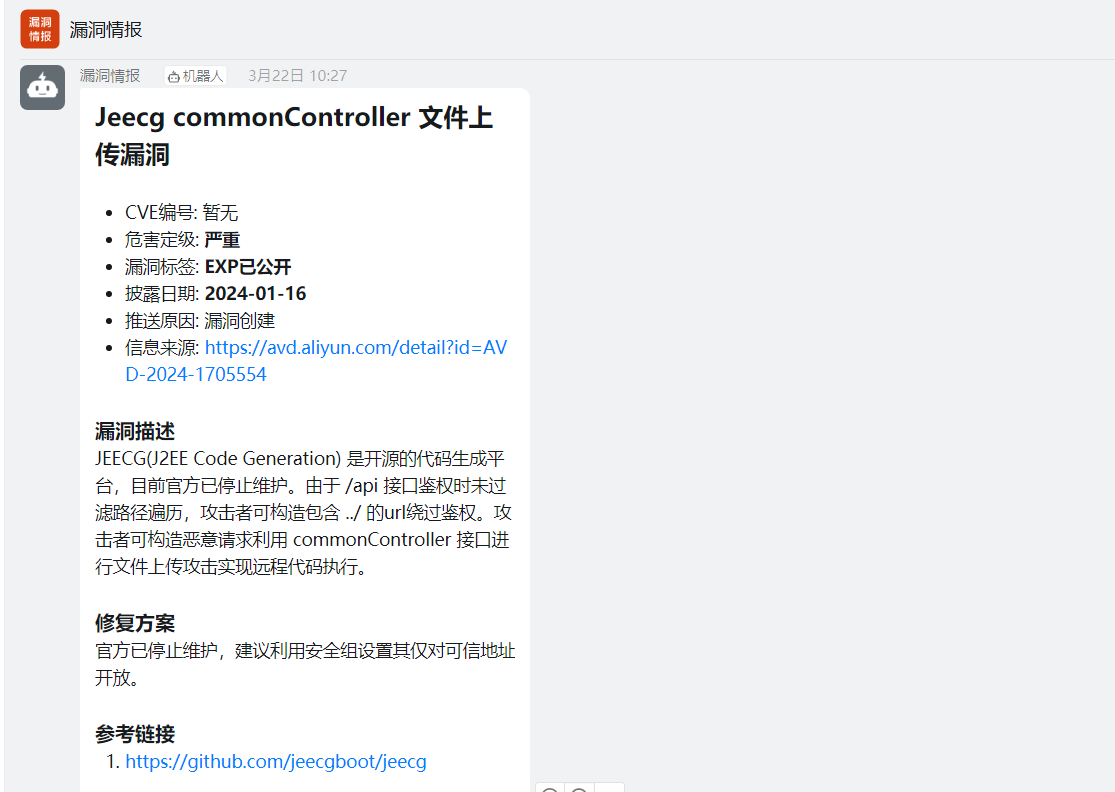 漏洞
情报
漏洞情报
漏洞情报 机器人 3月22日 10:27
Jeecg commonController 文件上
传漏洞
• CVE编号: 暂无
• 危害定级: 严重
• 漏洞标签: EXP已公开
• 披露日期: 2024-01-16
• 推送原因: 漏洞创建
• 信息来源: https://avd.aliyun.com/detail?id=AV
D-2024-1705554
漏洞描述
JEECG(J2EE Code Generation) 是开源的代码生成平
台，目前官方已停止维护。由于 /api 接口鉴权时未过
滤路径遍历，攻击者可构造包含 ../ 的url绕过鉴权。攻
击者可构造恶意请求利用 commonController 接口进
行文件上传攻击实现远程代码执行。
修复方案
官方已停止维护，建议利用安全组设置其仅对可信地址
开放。
参考链接
1. https://github.com/jeecgboot/jeecg